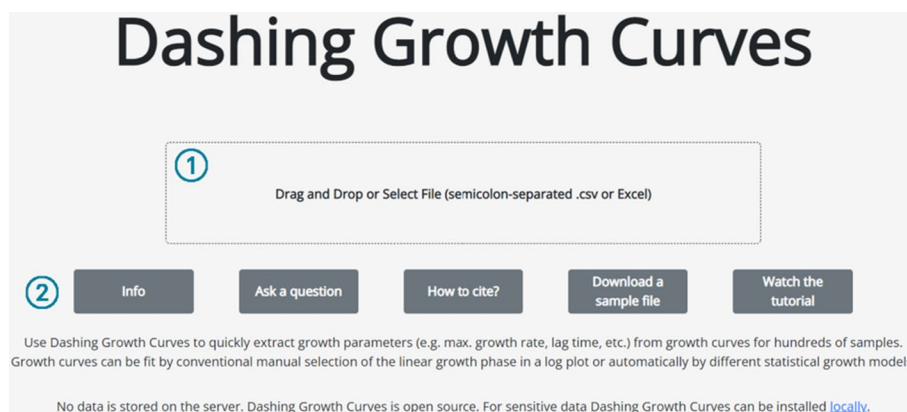 Dashing Growth Curves
1
Drag and Drop or Select File (semicolon-separated .csv or Excel)
2
Info
Ask a question
How to cite?
Download a
sample file
Watch the
tutorial
Use Dashing Growth Curves to quickly extract growth parameters (e.g. max. growth rate, lag time, etc.) from growth curves for hundreds of samples.
Growth curves can be fit by conventional manual selection of the linear growth phase in a log plot or automatically by different statistical growth model
No data is stored on the server. Dashing Growth Curves is open source. For sensitive data Dashing Growth Curves can be installed locally.